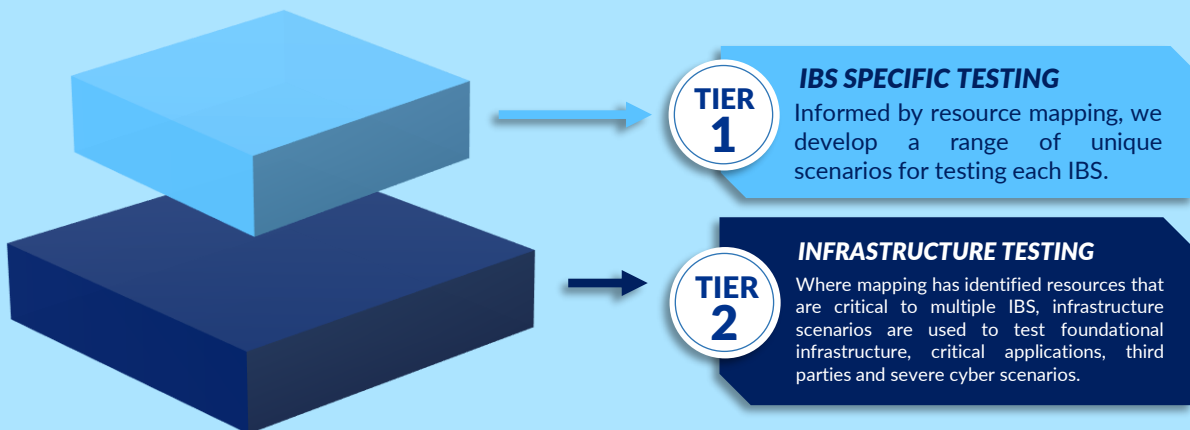 TIER
1
IBS SPECIFIC TESTING
Informed by resource mapping, we
develop a range of unique
scenarios for testing each IBS.
TIER
2
INFRASTRUCTURE TESTING
Where mapping has identified resources that
are critical to multiple IBS, infrastructure
scenarios are used to test foundational
infrastructure, critical applications, third
parties and severe cyber scenarios.